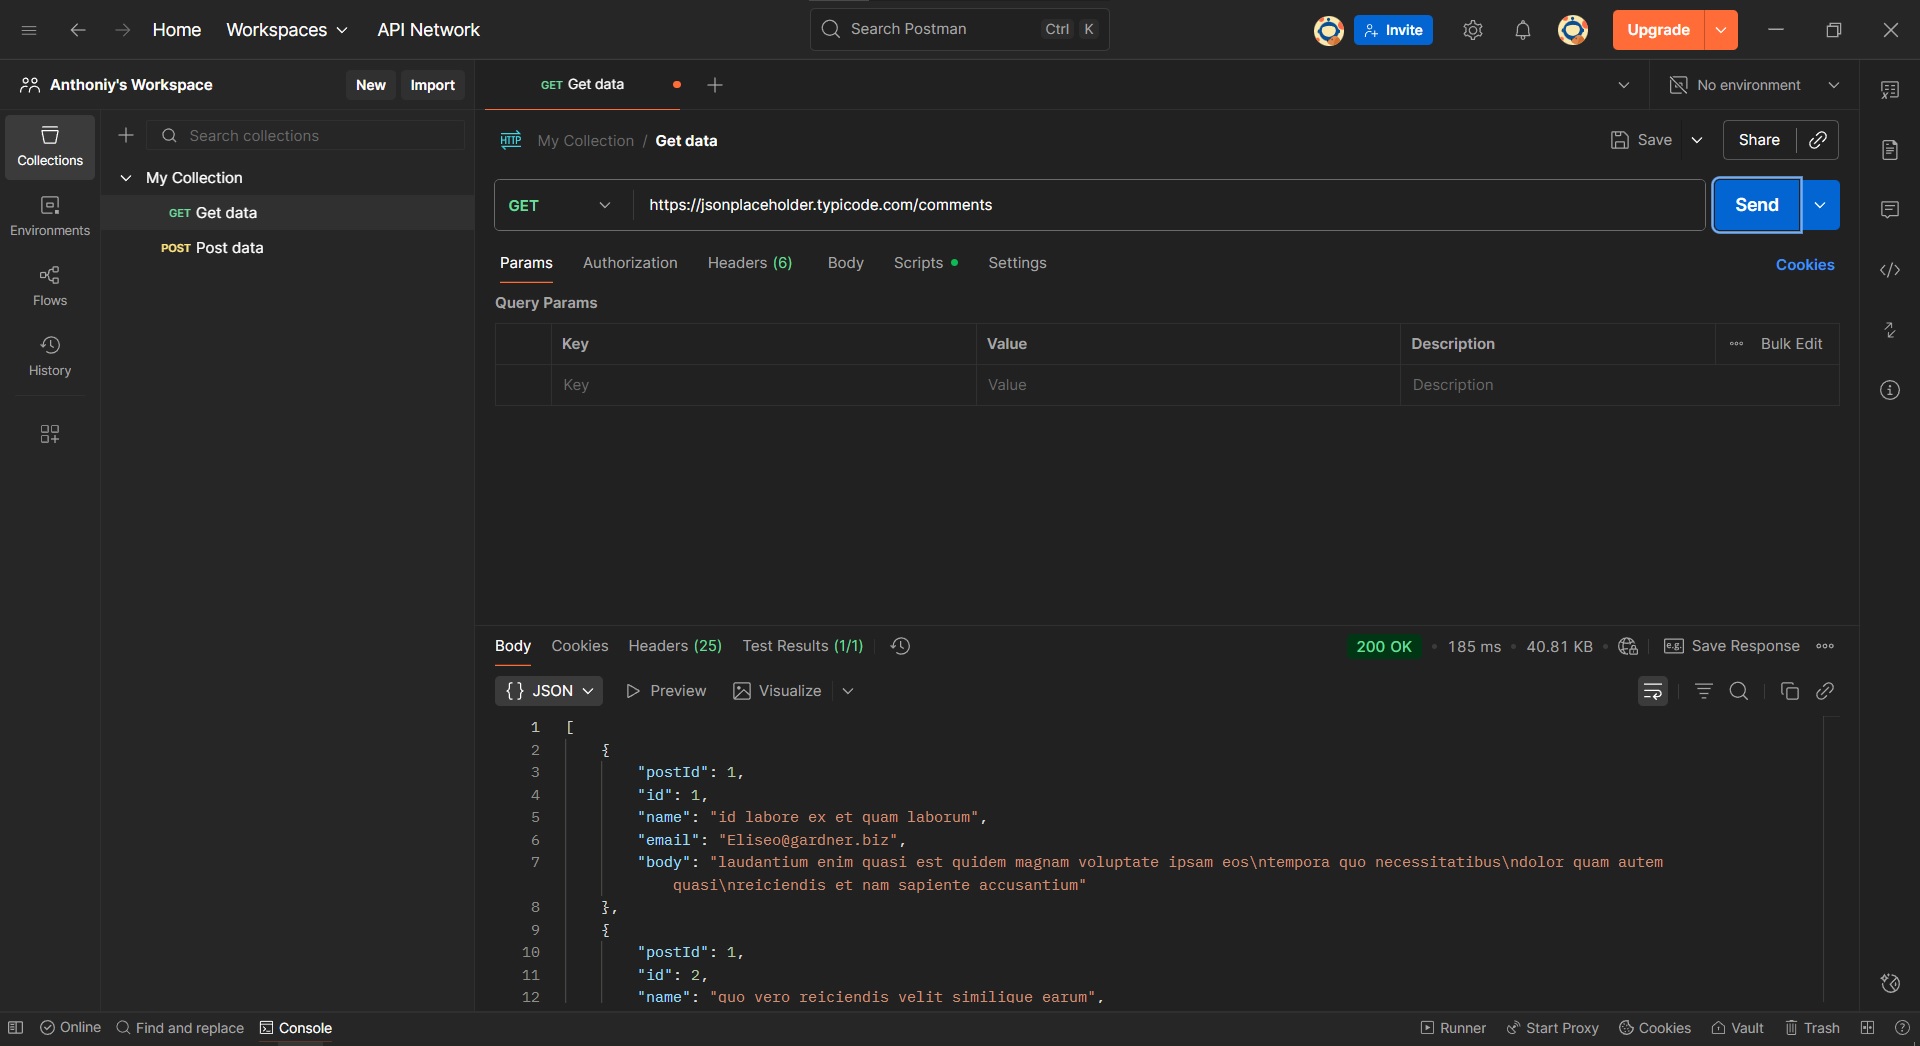 Home Workspaces API Network Search Postman Ctrl K Invite Upgrade
Anthoniy's Workspace New Import GET Get data No environment
Search collections
My Collection / Get data Save Share
Collections
My Collection
GET Get data
GET https://jsonplaceholder.typicode.com/comments Send
Environments
POST Post data
Params Authorization Headers (6) Body Scripts Settings Cookies
Flows
Query Params
Key Value Description Bulk Edit
History
Key Value Description
Body Cookies Headers (25) Test Results (1/1) 200 OK 185 ms 40.81 KB e.g. Save Response
{} JSON Preview Visualize
1 [
2 {
3 "postId": 1,
4 "id": 1,
5 "name": "id labore ex et quam laborum",
6 "email": "Eliseo@gardner.biz",
7 "body": "laudantium enim quasi est quidem magnam voluptate ipsam eos\ntempora quo necessitatibus\ndolor quam autem
quasi\nreiciendis et nam sapiente accusantium"
8 },
9 {
10 "postId": 1,
11 "id": 2,
12 "name": "quo vero reiciendis velit similique earum",
Online Find and replace Console Runner Start Proxy Cookies Vault Trash